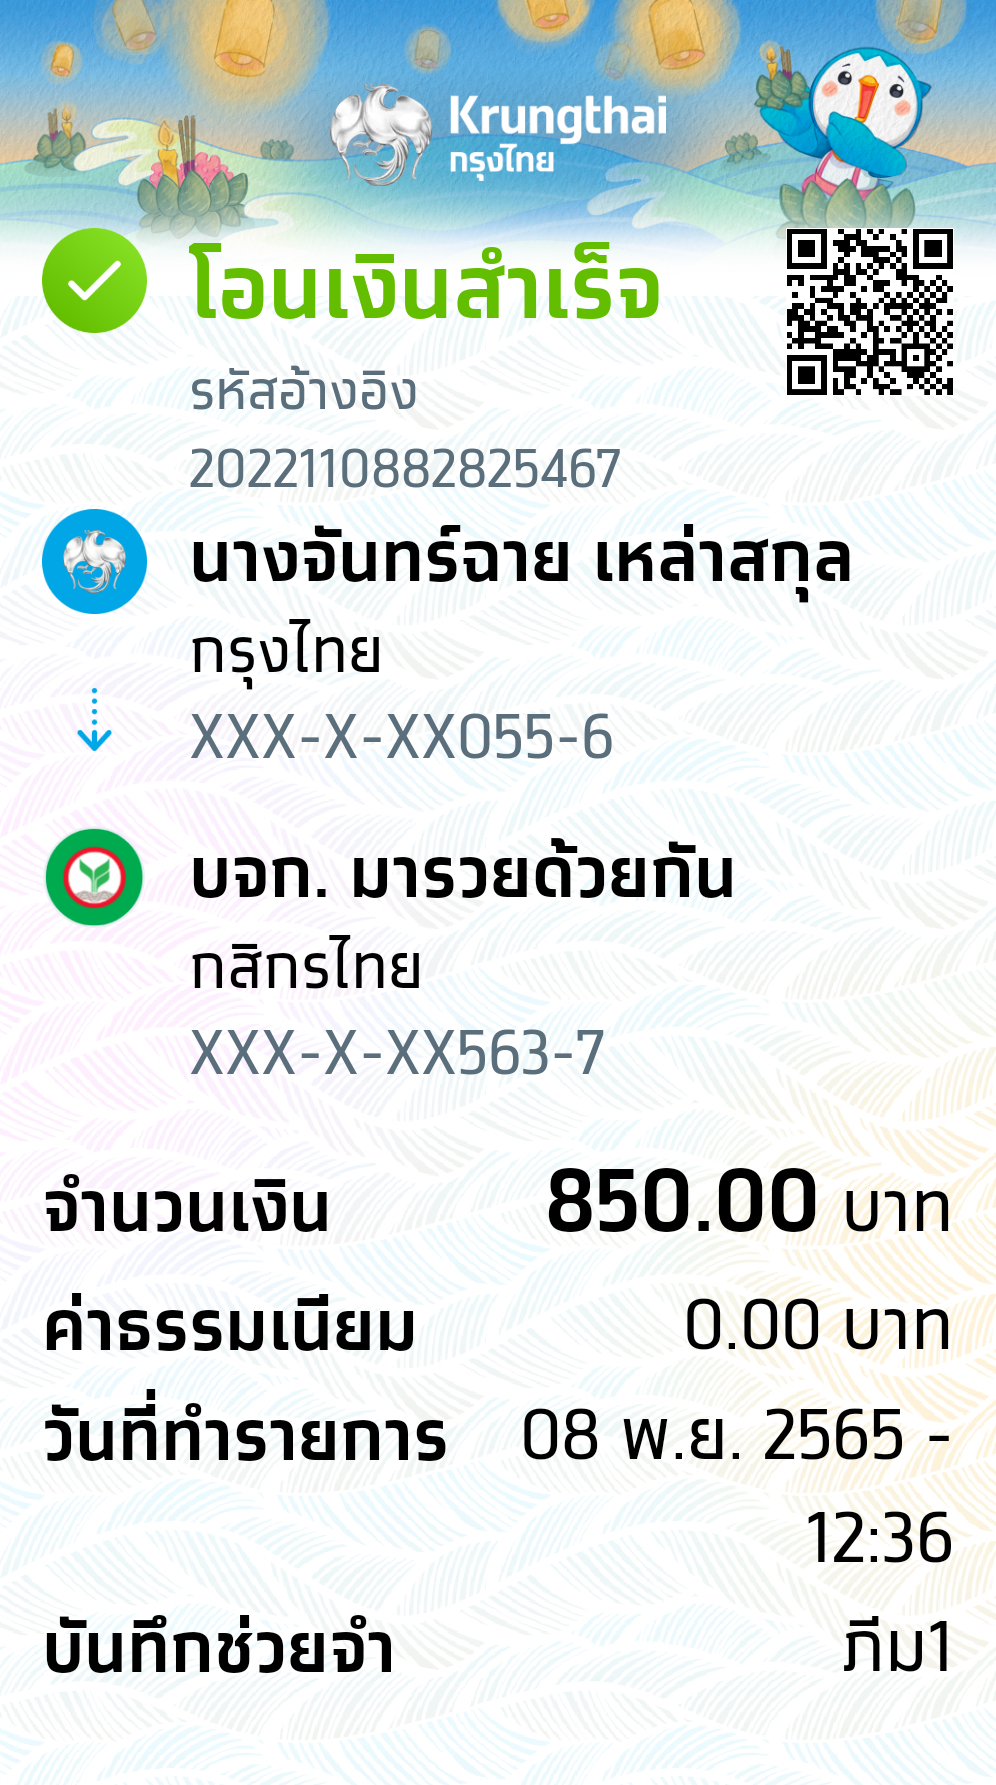 Krungthai
กรุงไทย
โอนเงินสำเร็จ
รหัสอ้างอิง
2022110882825467
นางจันทร์ฉาย เหล่าสกุล
กรุงไทย
XXX-X-XX055-6
บจก. มารวยด้วยกัน
กสิกรไทย
XXX-X-XX563-7
จำนวนเงิน 850.00 บาท
ค่าธรรมเนียม 0.00 บาท
วันที่ทำรายการ 08 พ.ย. 2565 -
12:36
บันทึกช่วยจำ ภีม1